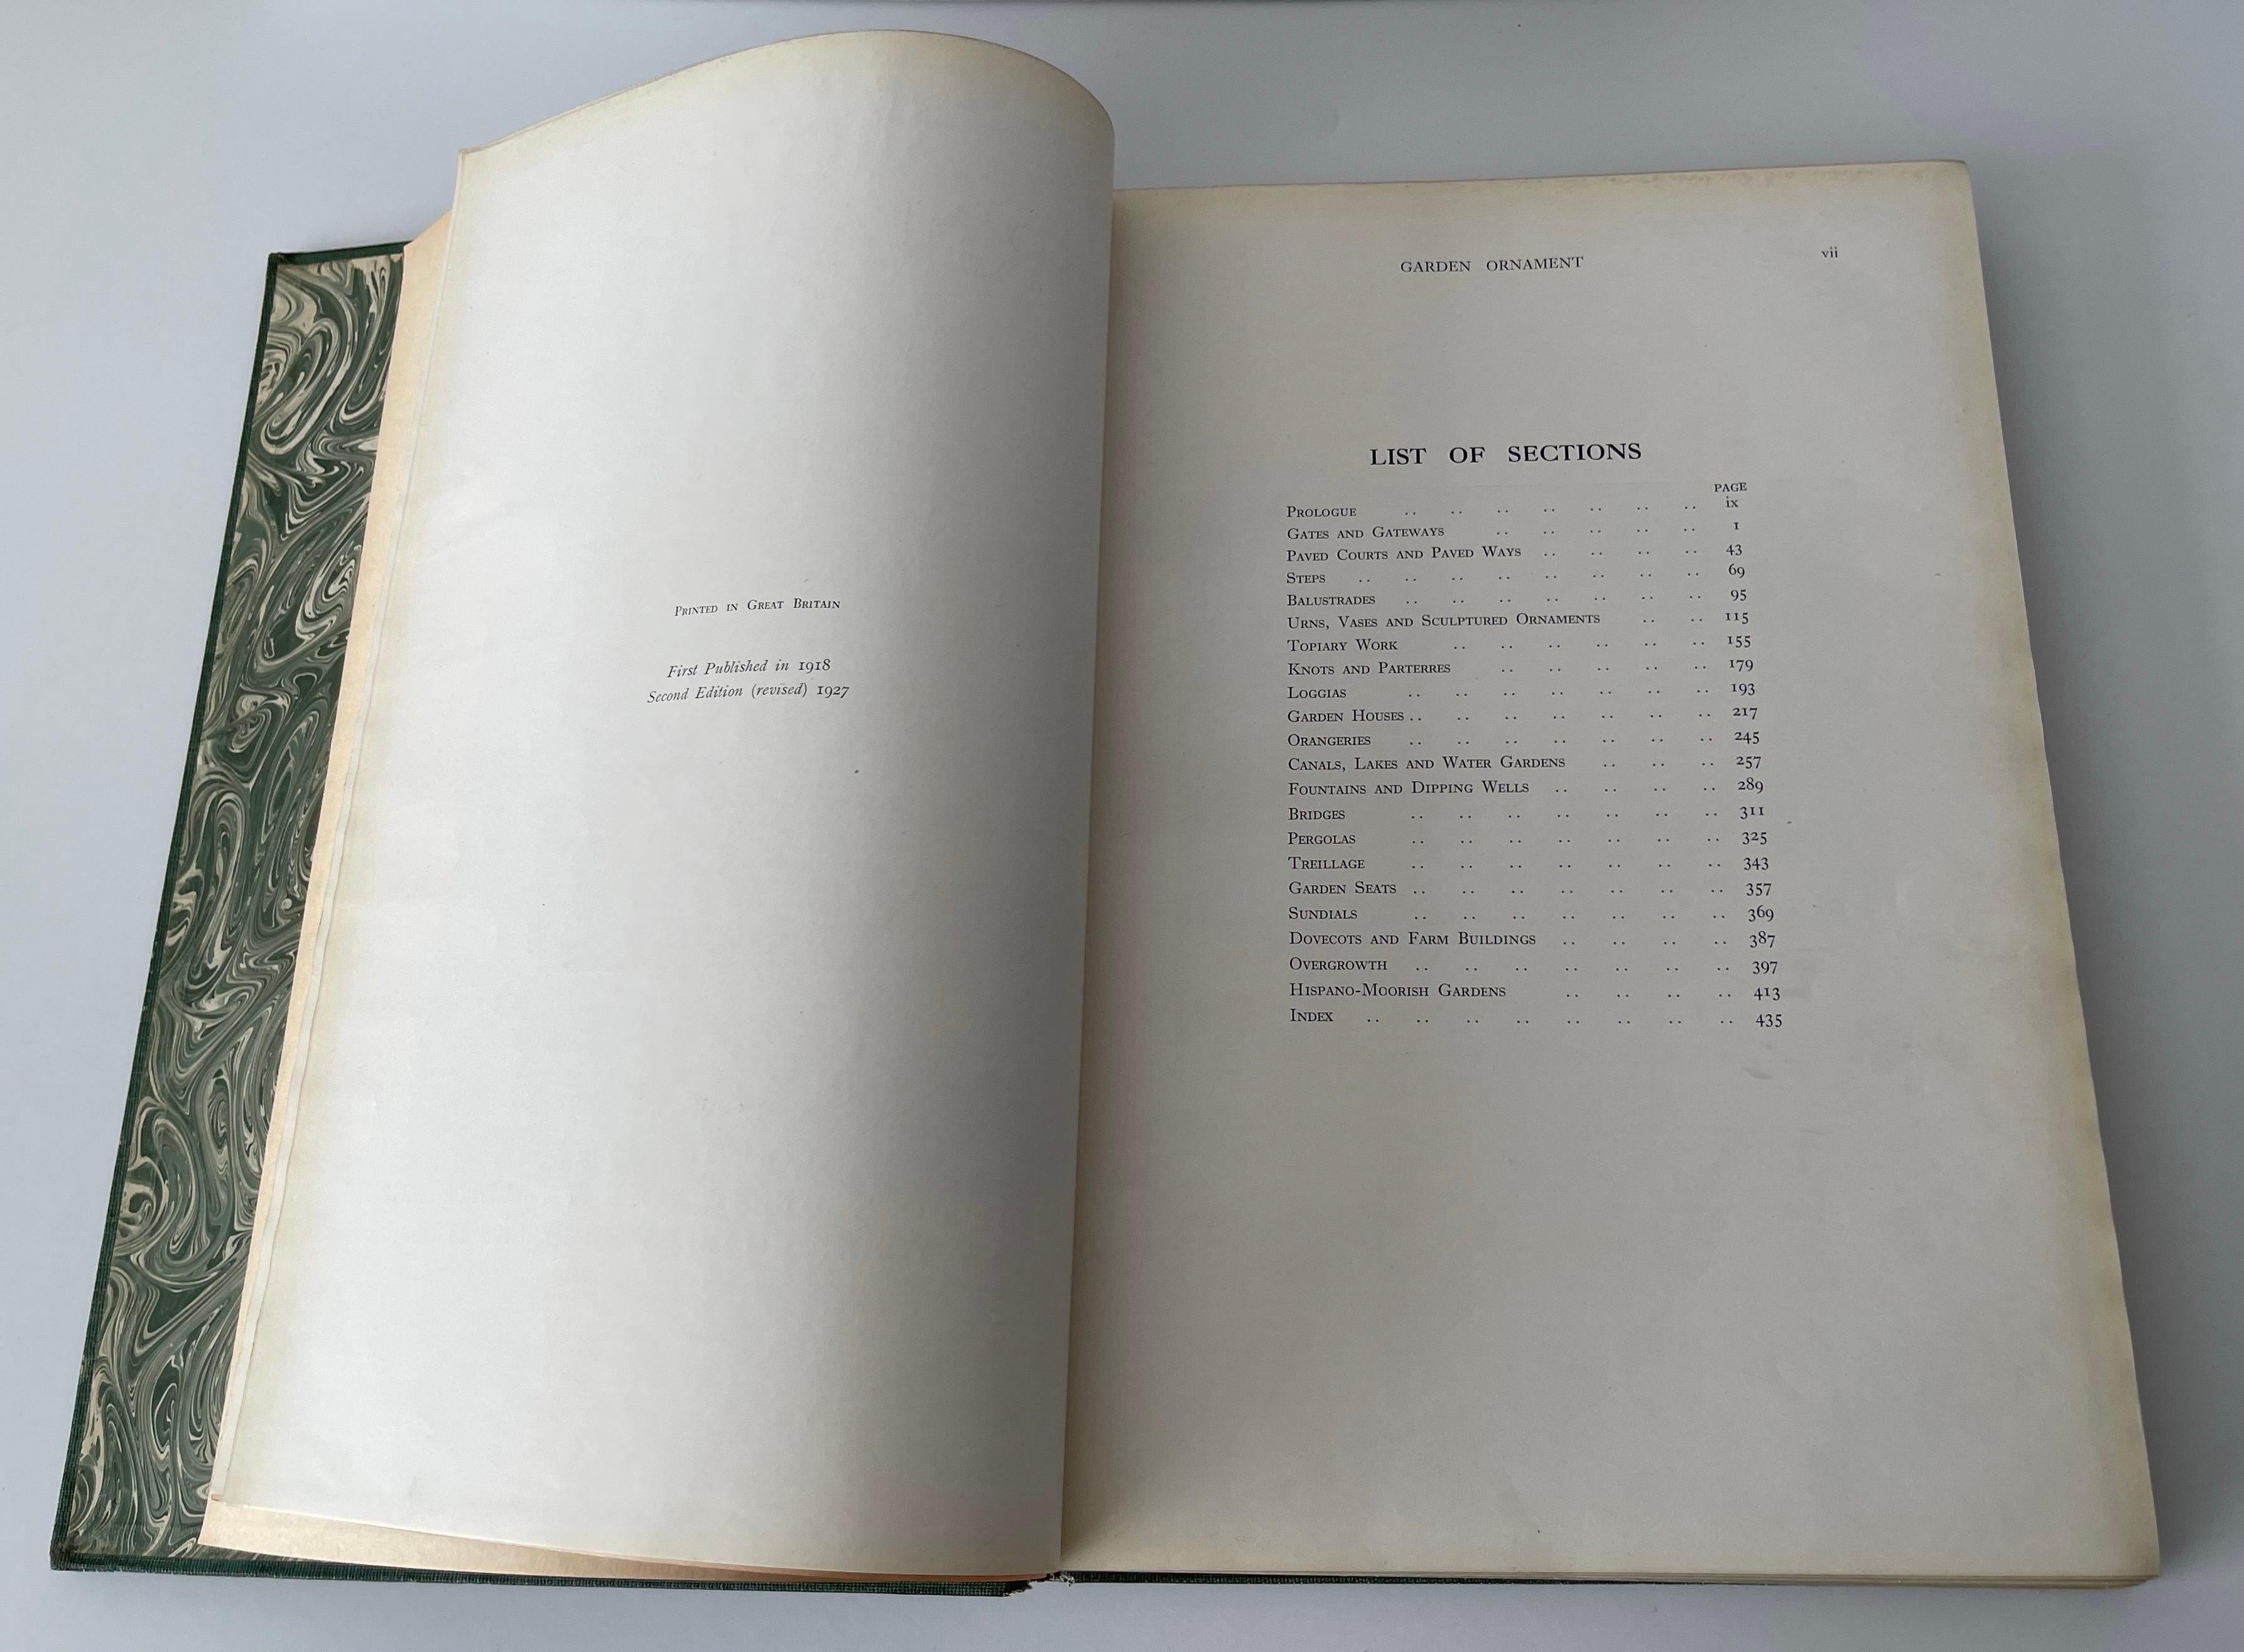 PRINTED IN GREAT BRITAIN
First Published in 1918
Second Edition (revised) 1927
GARDEN ORNAMENT vii
LIST OF SECTIONS
PAGE
PROLOGUE .. .. .. .. .. .. .. ix
GATES AND GATEWAYS .. .. .. .. .. 1
PAVED COURTS AND PAVED WAYS .. .. .. .. 43
STEPS .. .. .. .. .. .. .. .. 69
BALUSTRADES .. .. .. .. .. .. .. 95
URNS, VASES AND SCULPTURED ORNAMENTS .. .. 115
TOPIARY WORK .. .. .. .. .. .. 155
KNOTS AND PARTERRES .. .. .. .. .. 179
LOGGIAS .. .. .. .. .. .. .. 193
GARDEN HOUSES .. .. .. .. .. .. .. 217
ORANGERIES .. .. .. .. .. .. .. 245
CANALS, LAKES AND WATER GARDENS .. .. .. 257
FOUNTAINS AND DIPPING WELLS .. .. .. .. 289
BRIDGES .. .. .. .. .. .. .. 311
PERGOLAS .. .. .. .. .. .. .. 325
TREILLAGE .. .. .. .. .. .. .. 343
GARDEN SEATS .. .. .. .. .. .. .. 357
SUNDIALS .. .. .. .. .. .. .. 369
DOVECOTS AND FARM BUILDINGS .. .. .. .. 387
OVERGROWTH .. .. .. .. .. .. .. 397
HISPANO-MOORISH GARDENS .. .. .. .. 413
INDEX .. .. .. .. .. .. .. .. 435